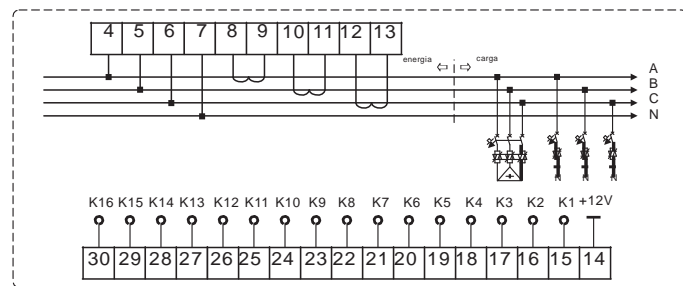 4 5 6 7 8 9 10 11 12 13
energia carga
A
B
C
N
N N N
K16 K15 K14 K13 K12 K11 K10 K9 K8 K7 K6 K5 K4 K3 K2 K1 +12V
30 29 28 27 26 25 24 23 22 21 20 19 18 17 16 15 14